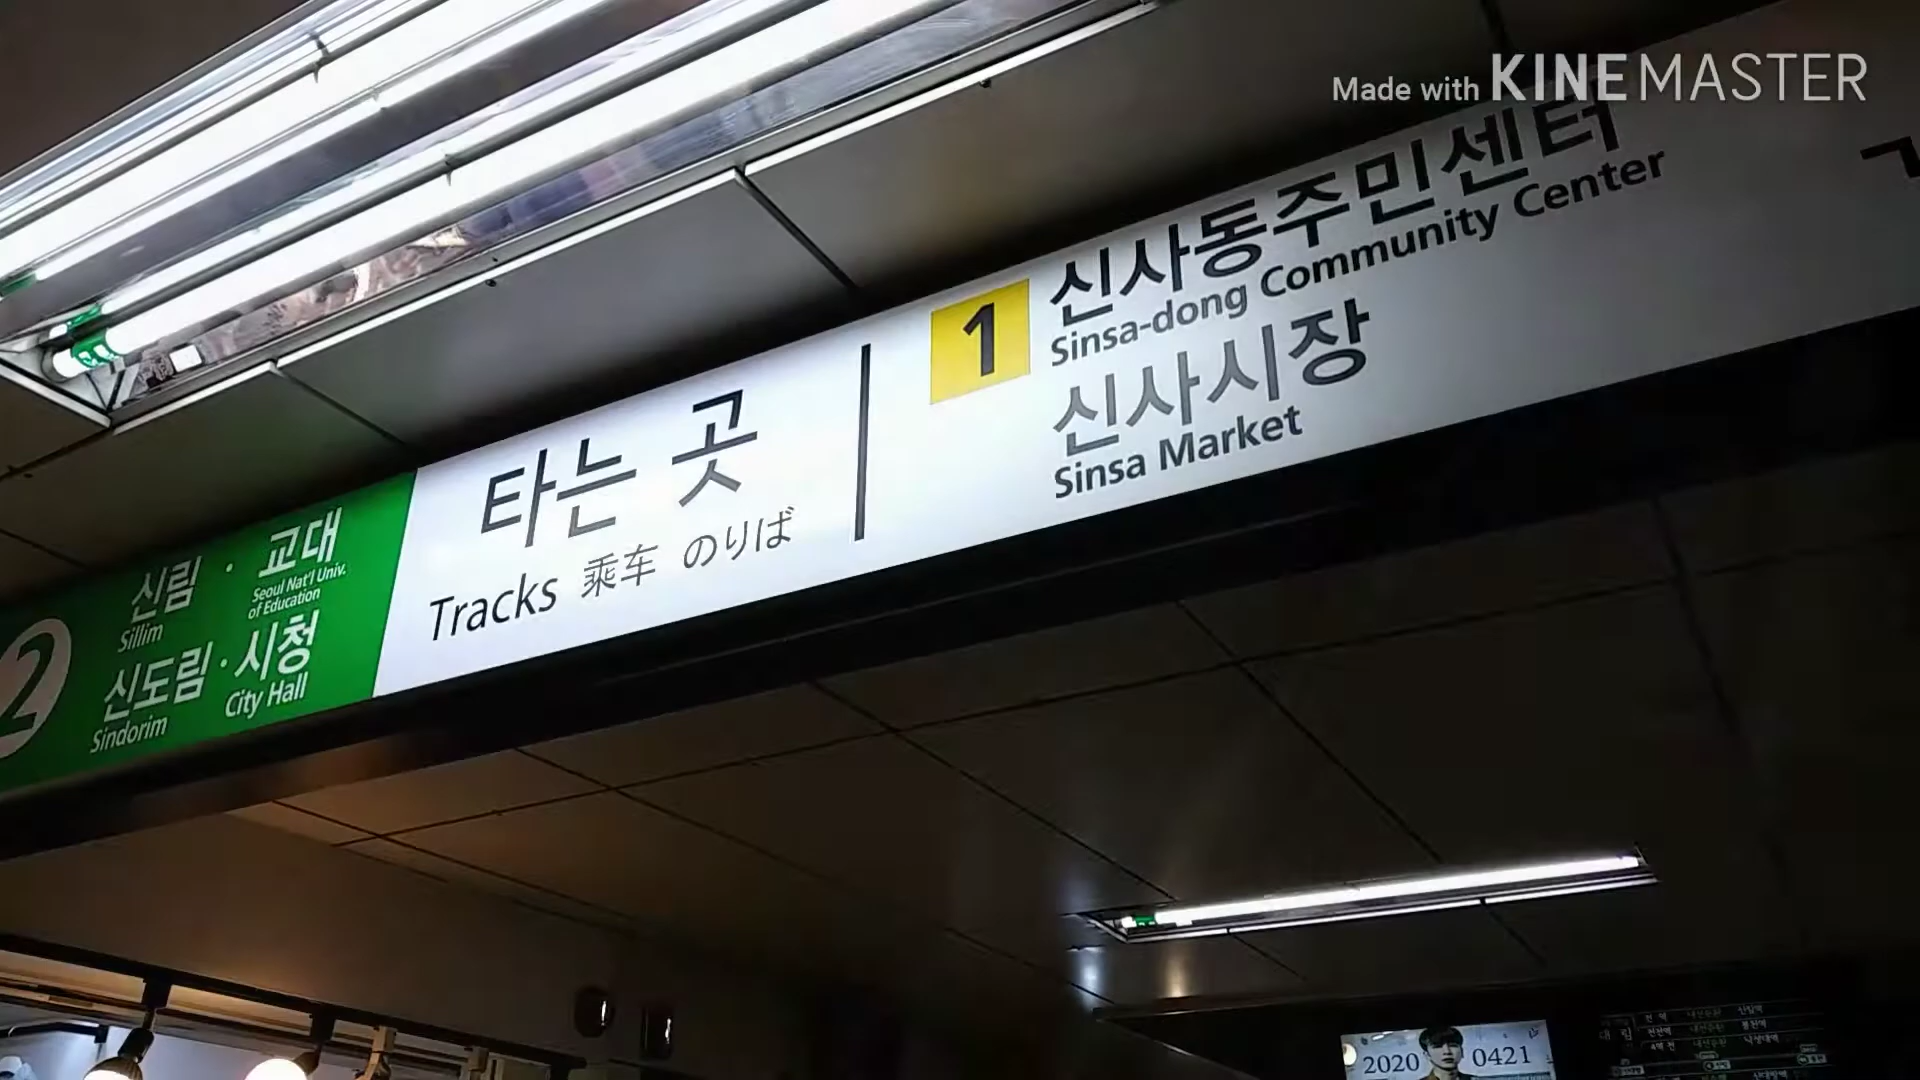 Made with KINEMASTER
2
신림 · 교대
Sillim
Seoul Nat'l Univ.
of Education
신도림 · 시청
Sindorim
City Hall
타는 곳
Tracks 乘车 のりば
1
신사동주민센터
Sinsa-dong Community Center
신사시장
Sinsa Market
2020 0421